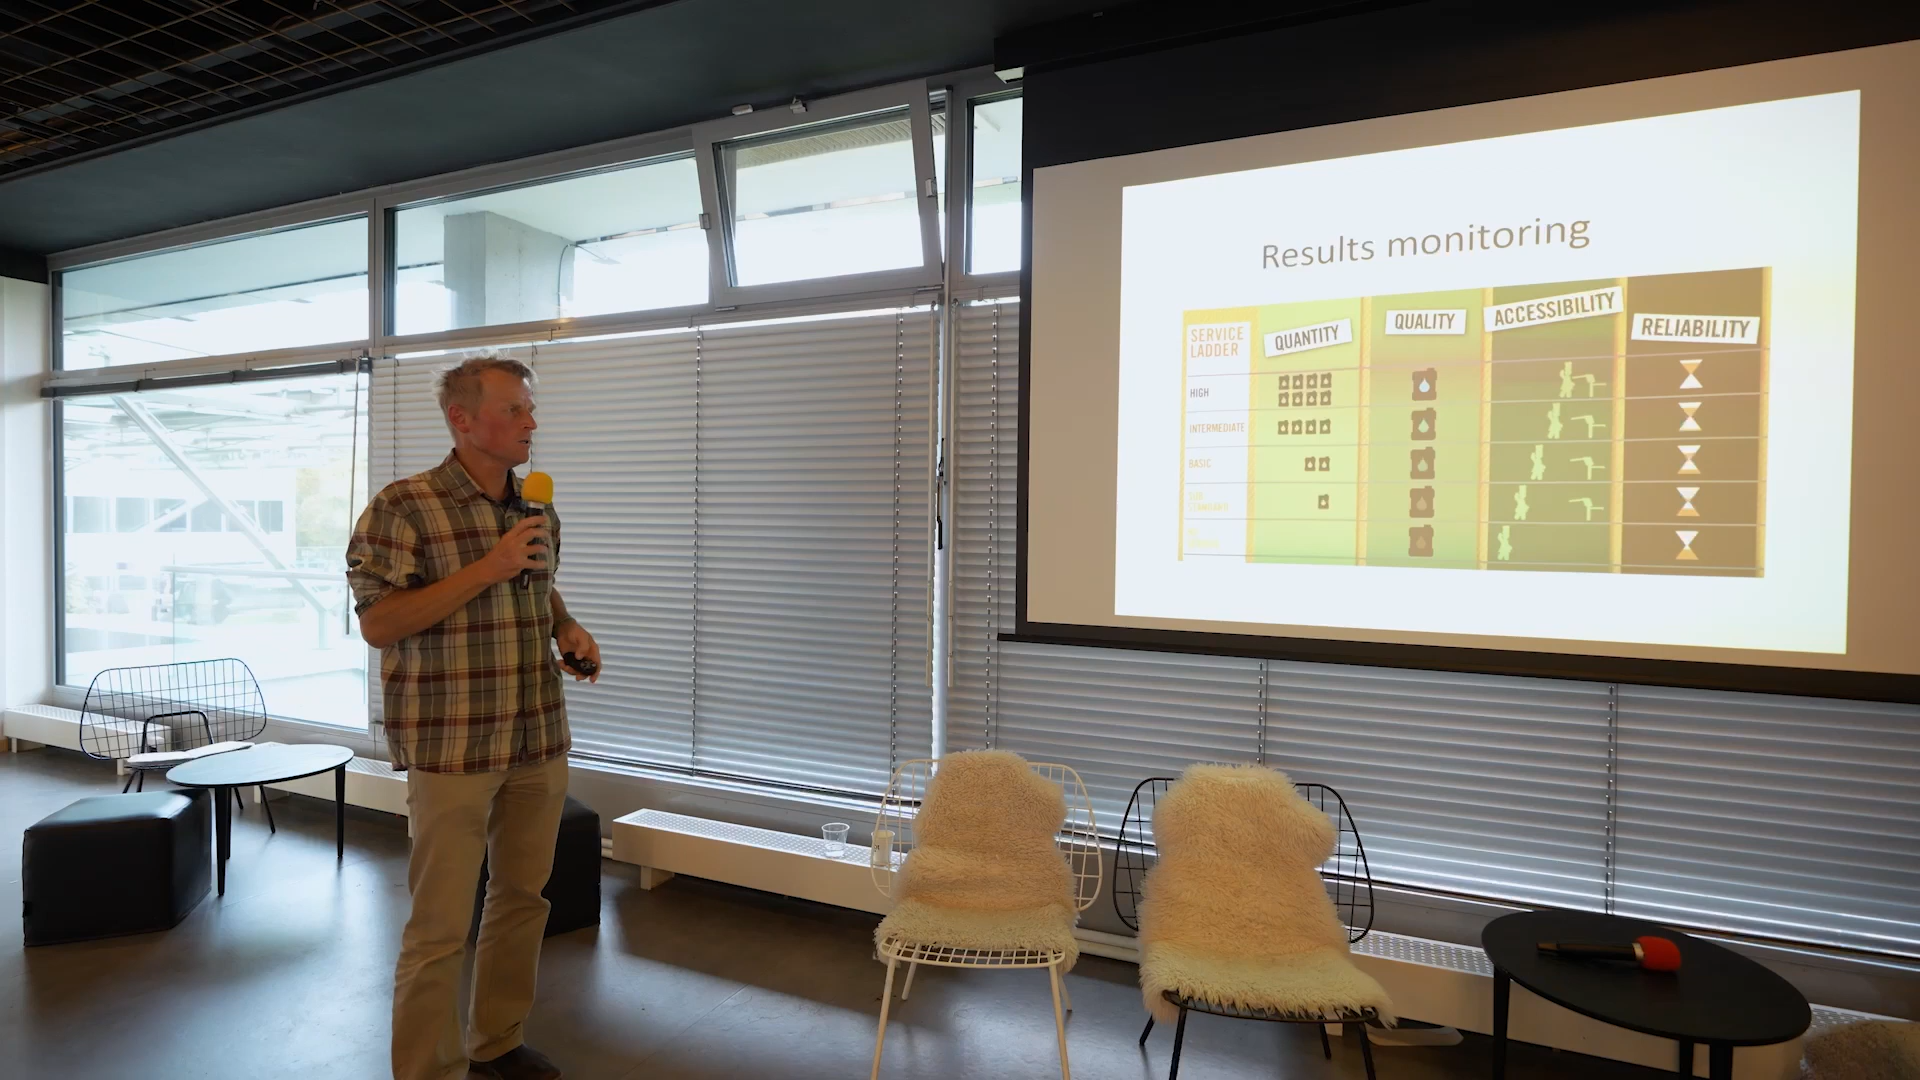 Results monitoring
SERVICE
LADDER
QUANTITY
QUALITY
ACCESSIBILITY
RELIABILITY
HIGH
INTERMEDIATE
BASIC